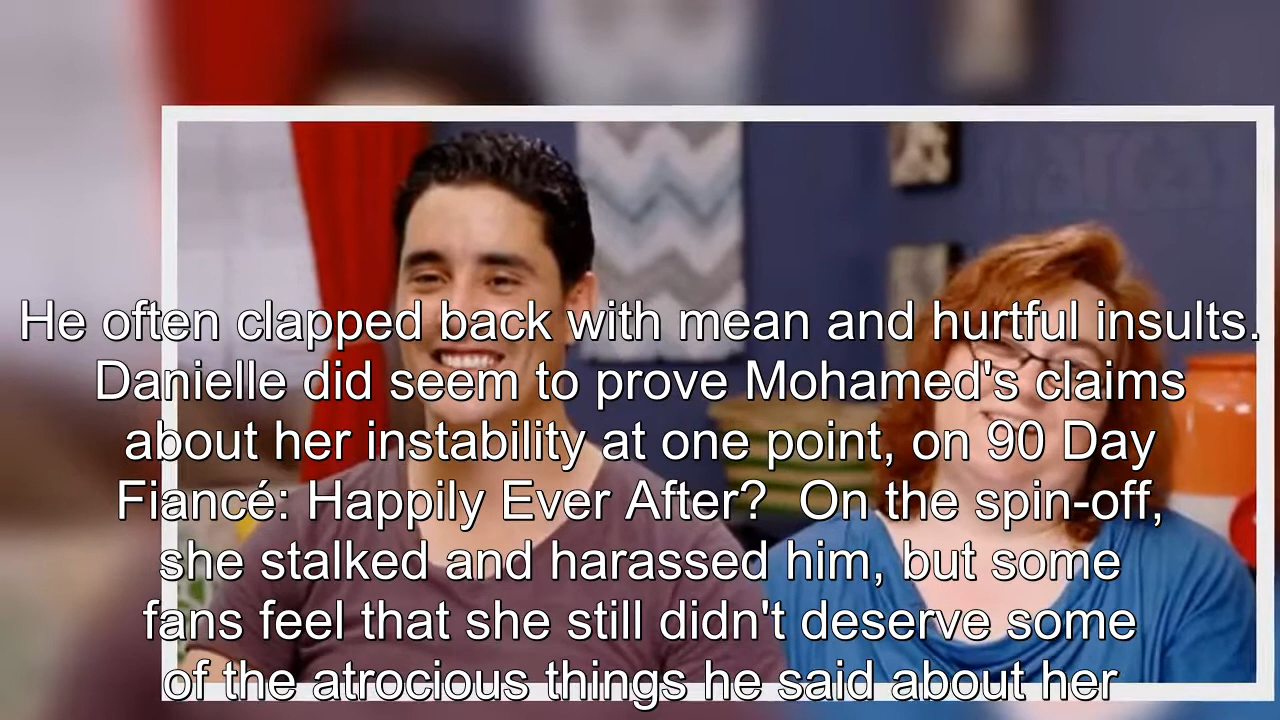 He often clapped back with mean and hurtful insults.
Danielle did seem to prove Mohamed's claims
about her instability at one point, on 90 Day
Fiancé: Happily Ever After?  On the spin-off,
she stalked and harassed him, but some
fans feel that she still didn't deserve some
of the atrocious things he said about her